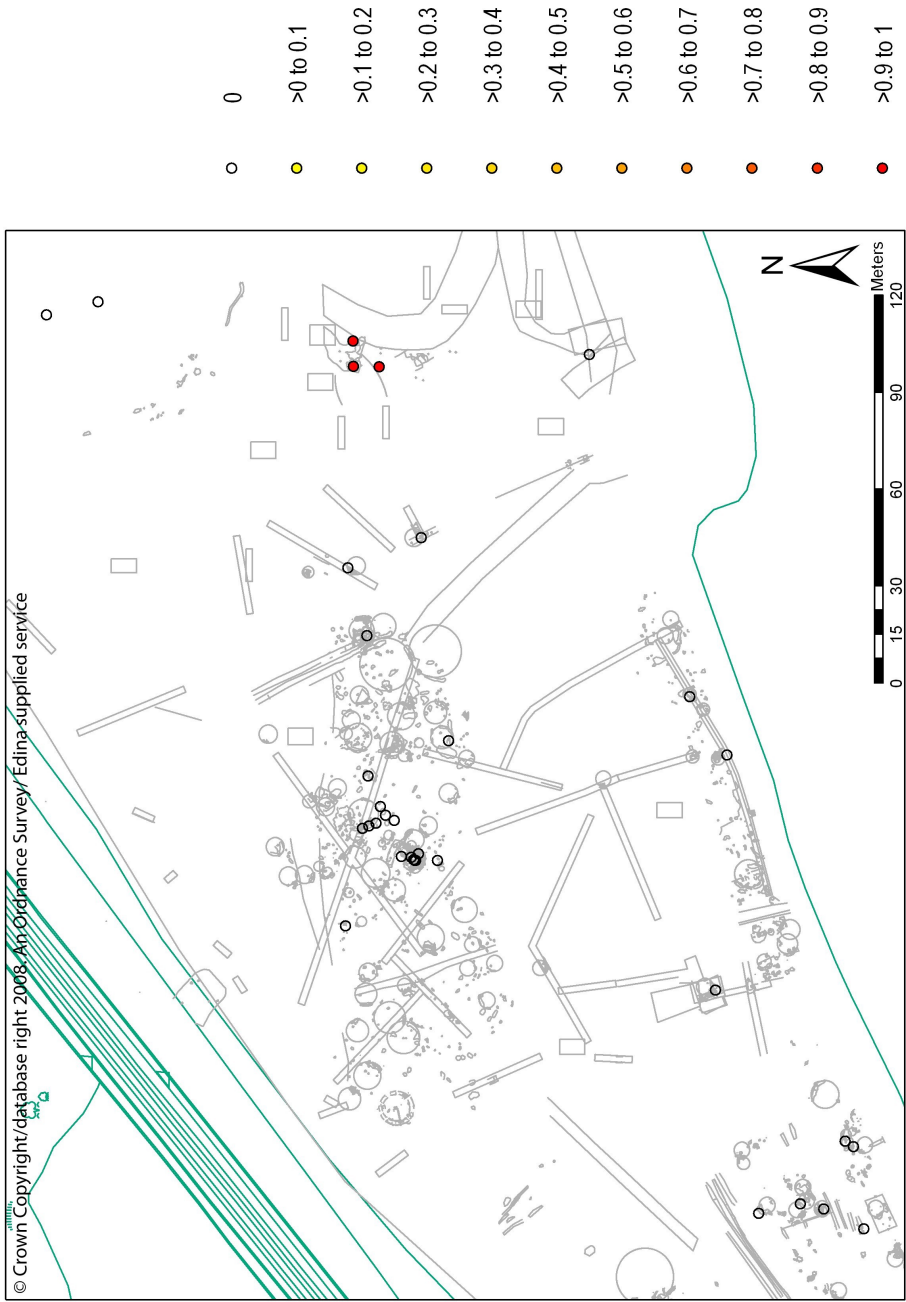 © Crown Copyright/database right 2008. An Ordnance Survey/ Edina supplied service
N
Meters
0 15 30 60 90 120
0
>0 to 0.1
>0.1 to 0.2
>0.2 to 0.3
>0.3 to 0.4
>0.4 to 0.5
>0.5 to 0.6
>0.6 to 0.7
>0.7 to 0.8
>0.8 to 0.9
>0.9 to 1